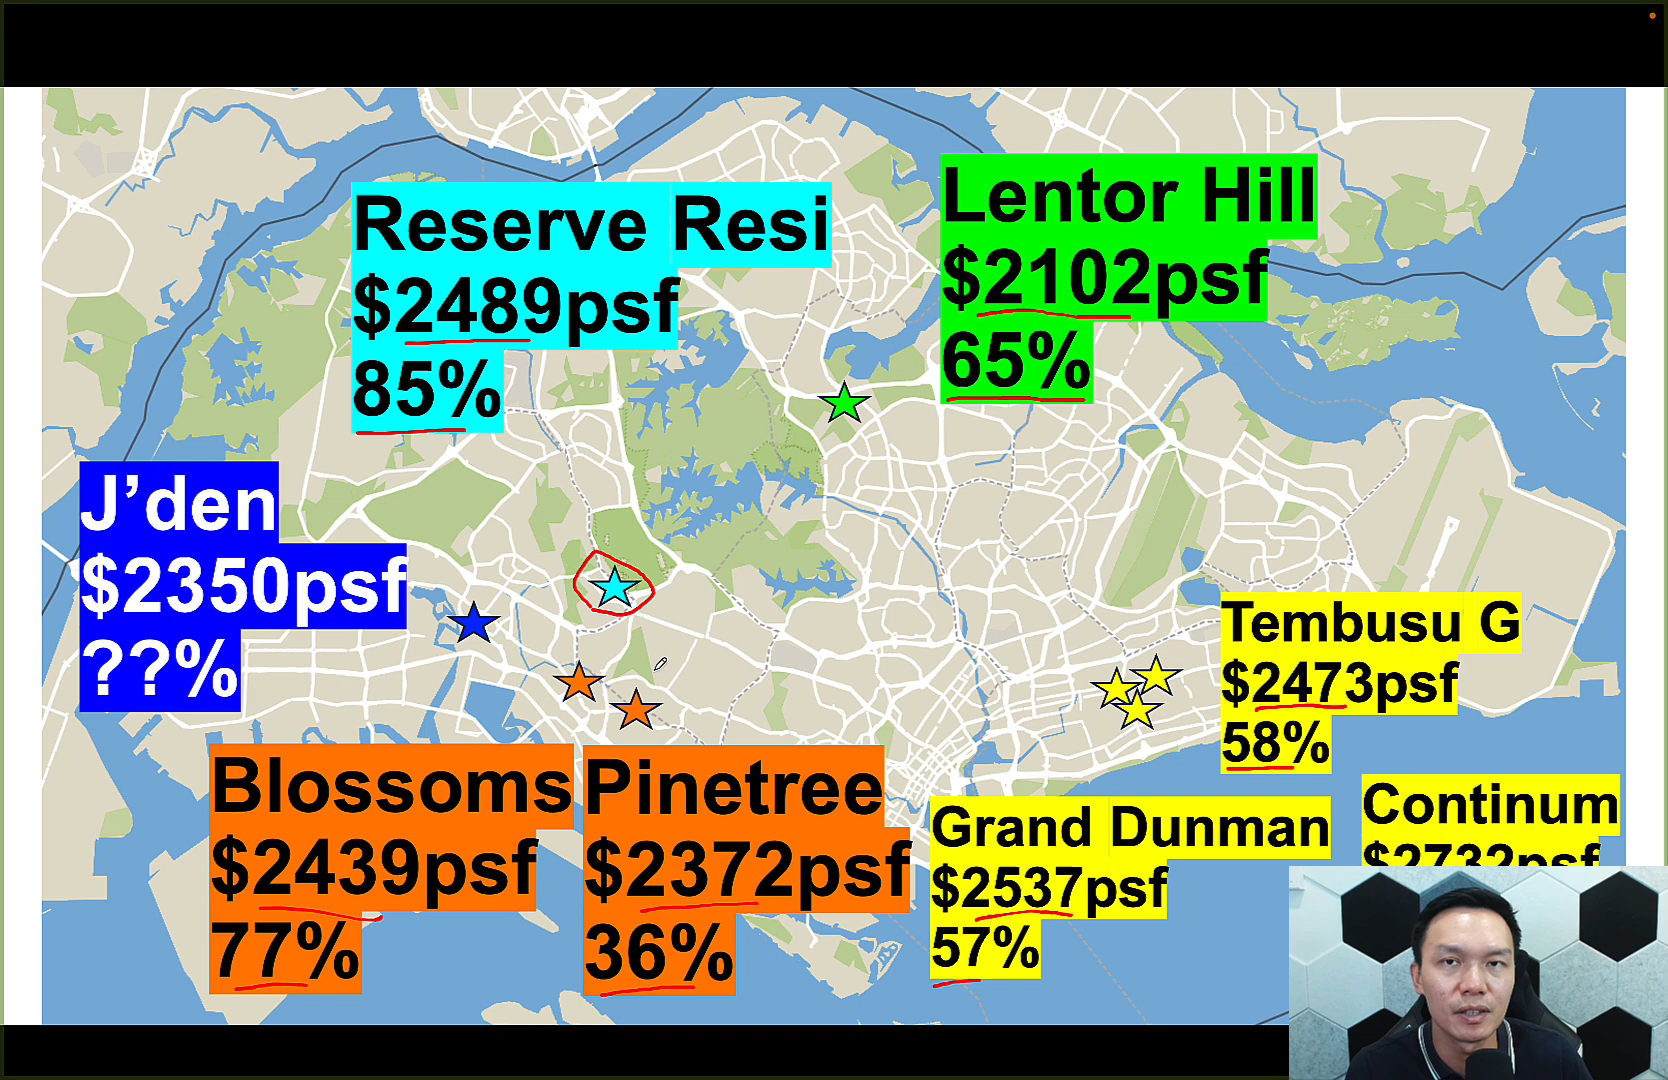 Reserve Resi
$2489psf
85%
Lentor Hill
$2102psf
65%
J’den
$2350psf
??%
Blossoms
$2439psf
77%
Pinetree
$2372psf
36%
Grand Dunman
$2537psf
57%
Tembusu G
$2473psf
58%
Continum
$2732psf